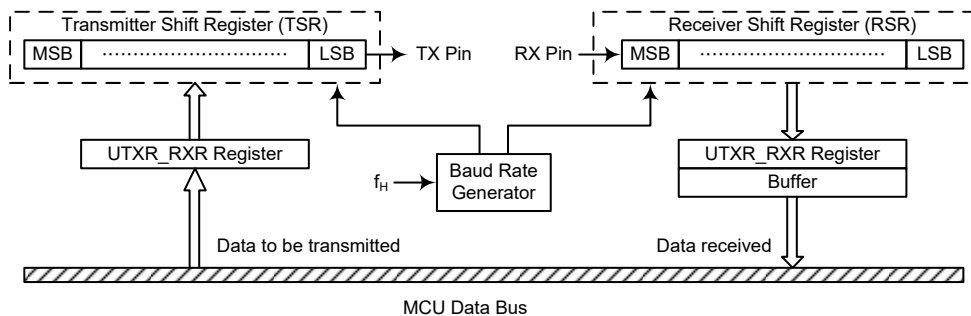 Transmitter Shift Register (TSR)
MSB ........................................ LSB
TX Pin
Receiver Shift Register (RSR)
RX Pin
MSB ........................................ LSB
UTXR_RXR Register
fH
Baud Rate
Generator
UTXR_RXR Register
Buffer
Data to be transmitted
Data received
MCU Data Bus